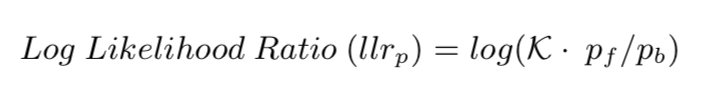 Log Likelihood Ratio (llr_p) = log(𝒦 · p_f/p_b)